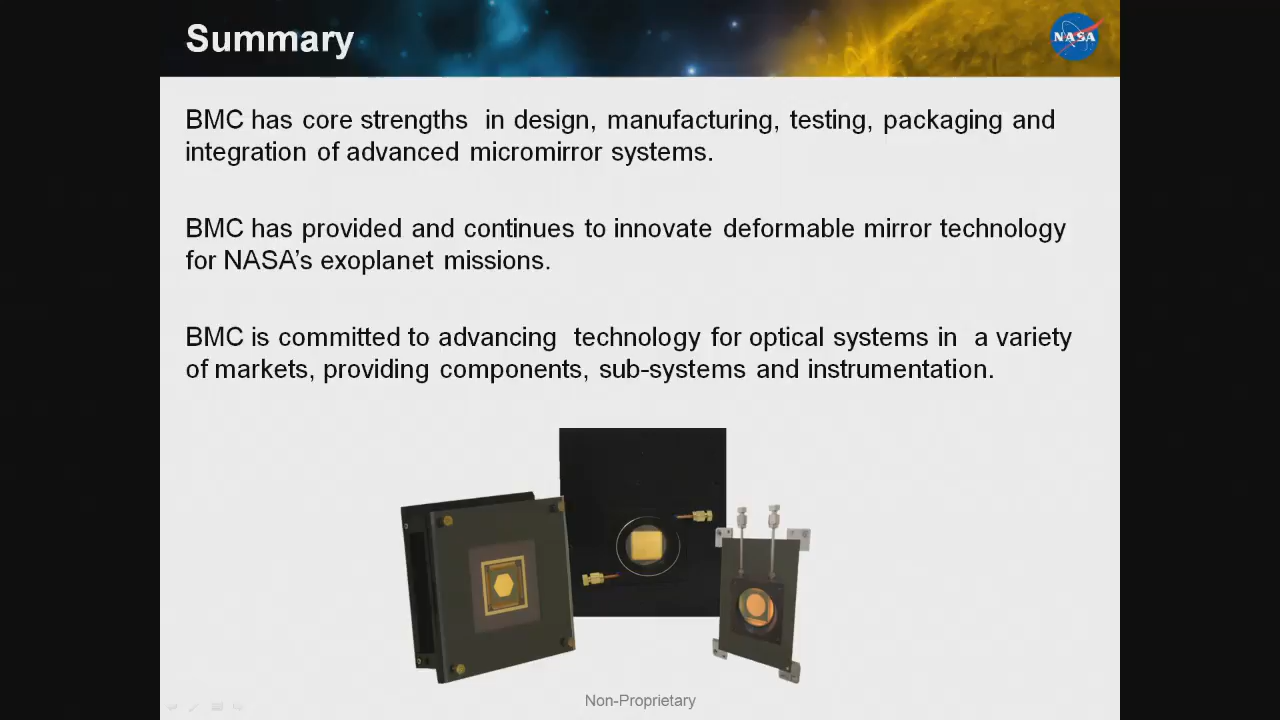 Summary
NASA
BMC has core strengths in design, manufacturing, testing, packaging and
integration of advanced micromirror systems.
BMC has provided and continues to innovate deformable mirror technology
for NASA's exoplanet missions.
BMC is committed to advancing technology for optical systems in a variety
of markets, providing components, sub-systems and instrumentation.
Non-Proprietary